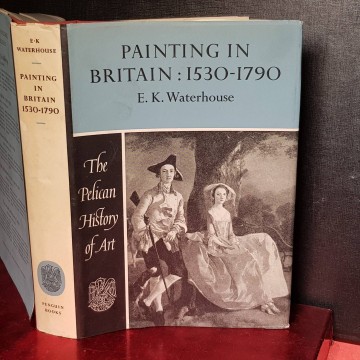 E·K
WATERHOUSE
PAINTING
IN
BRITAIN
1530-1790
PENGUIN
BOOKS
PAINTING IN
BRITAIN : 1530-1790
E. K. Waterhouse
The
Pelican
History
of Art